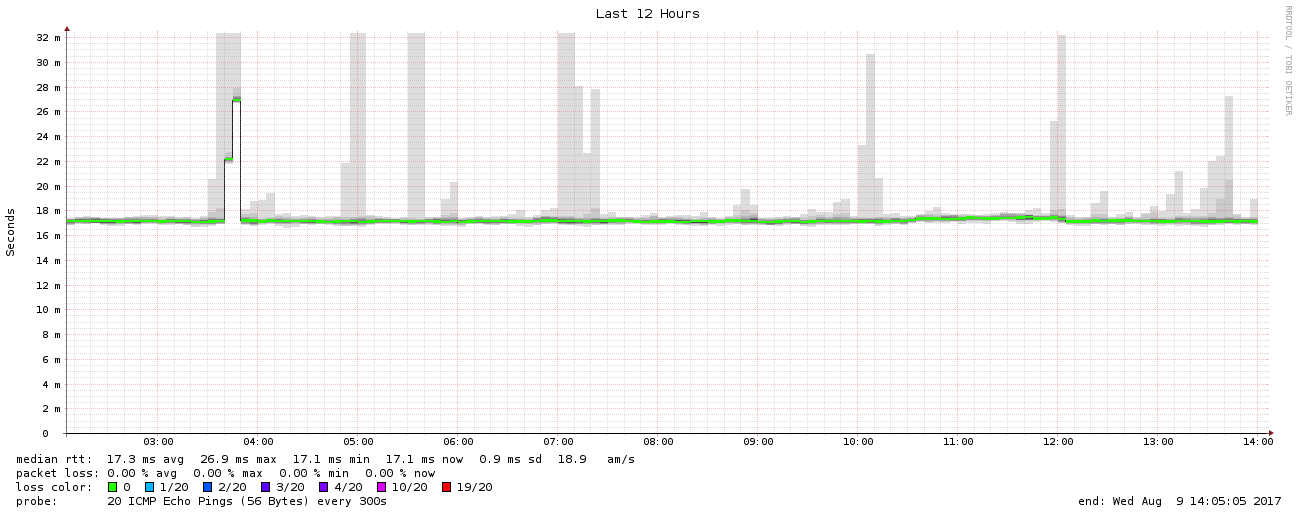 Last 12 Hours
RRDTOOL / TOBI OETIKER
32 m
30 m
28 m
26 m
24 m
22 m
20 m
18 m
16 m
14 m
12 m
10 m
8 m
6 m
4 m
2 m
0
Seconds
03:00 04:00 05:00 06:00 07:00 08:00 09:00 10:00 11:00 12:00 13:00 14:00
median rtt: 17.3 ms avg 26.9 ms max 17.1 ms min 17.1 ms now 0.9 ms sd 18.9 am/s
packet loss: 0.00 % avg 0.00 % max 0.00 % min 0.00 % now
loss color: 0 1/20 2/20 3/20 4/20 10/20 19/20
probe: 20 ICMP Echo Pings (56 Bytes) every 300s end: Wed Aug 9 14:05:05 2017